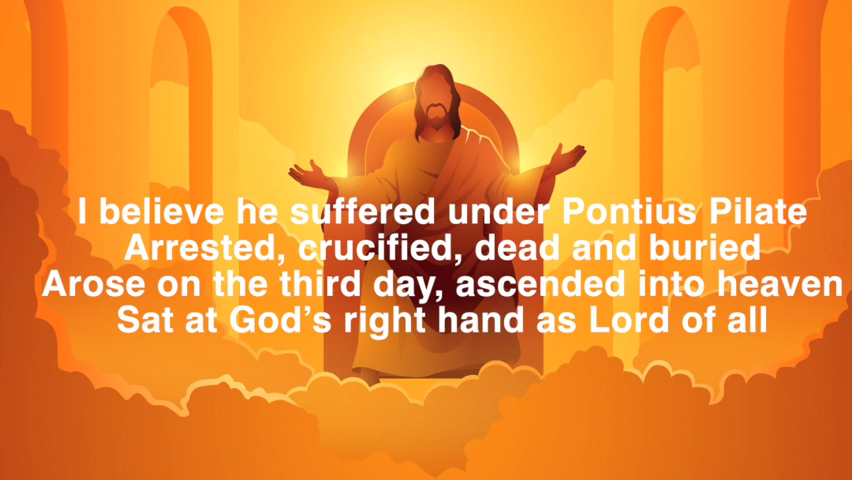 I believe he suffered under Pontius Pilate
Arrested, crucified, dead and buried
Arose on the third day, ascended into heaven
Sat at God’s right hand as Lord of all